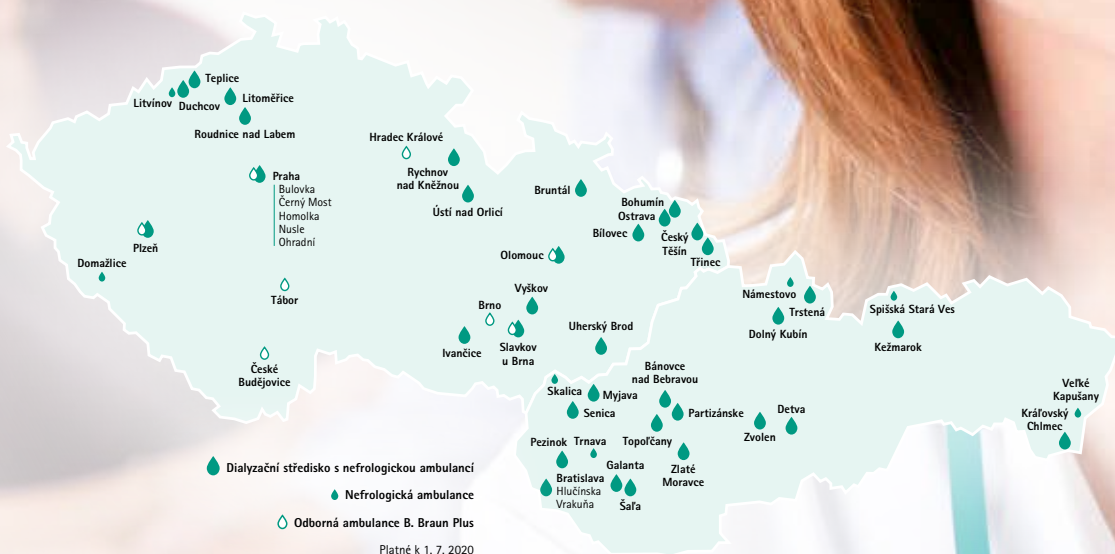 Teplice
Litvínov
Duchcov
Litoměřice
Roudnice nad Labem
Hradec Králové
Rychnov
nad Kněžnou
Ústí nad Orlicí
Praha
Bulovka
Černý Most
Homolka
Nusle
Ohradní
Plzeň
Domažlice
Tábor
České
Budějovice
Bruntál
Bohumín
Ostrava
Bílovec
Český
Těšín
Třinec
Olomouc
Vyškov
Brno
Ivančice
Slavkov
u Brna
Uherský Brod
Námestovo
Trstená
Dolný Kubín
Spišská Stará Ves
Kežmarok
Bánovce
nad Bebravou
Skalica
Myjava
Senica
Partizánske
Topoľčany
Detva
Zvolen
Veľké
Kapušany
Kráľovský
Chlmec
Pezinok
Trnava
Galanta
Zlaté
Moravce
Bratislava
Hlučínska
Vrakuňa
Šaľa
Dialyzační středisko s nefrologickou ambulancí
Nefrologická ambulance
Odborná ambulance B. Braun Plus
Platné k 1. 7. 2020